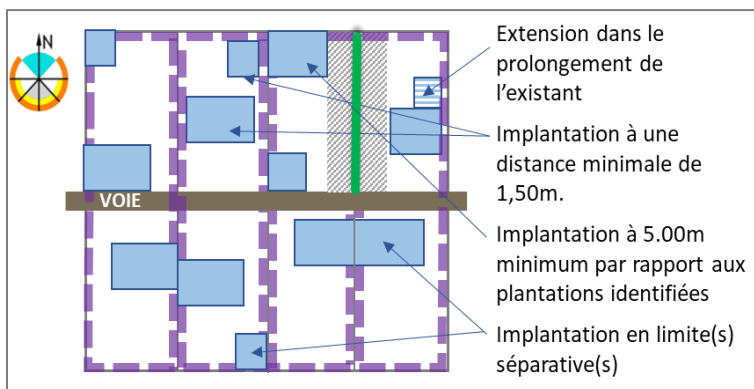 N
Extension dans le
prolongement de
l’existant
Implantation à une
distance minimale de
1,50m.
VOIE
Implantation à 5.00m
minimum par rapport aux
plantations identifiées
Implantation en limite(s)
séparative(s)